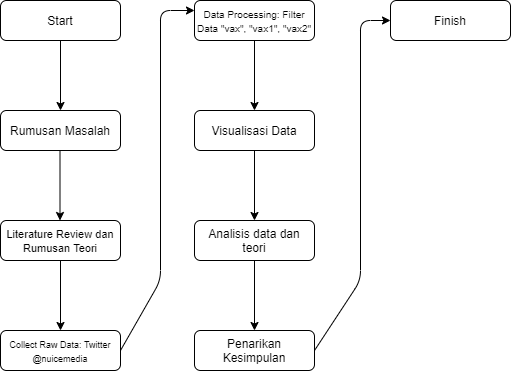 Start
Rumusan Masalah
Literature Review dan
Rumusan Teori
Collect Raw Data: Twitter
@nuicemedia
Data Processing: Filter
Data "vax", "vax1", "vax2"
Visualisasi Data
Analisis data dan
teori
Penarikan
Kesimpulan
Finish